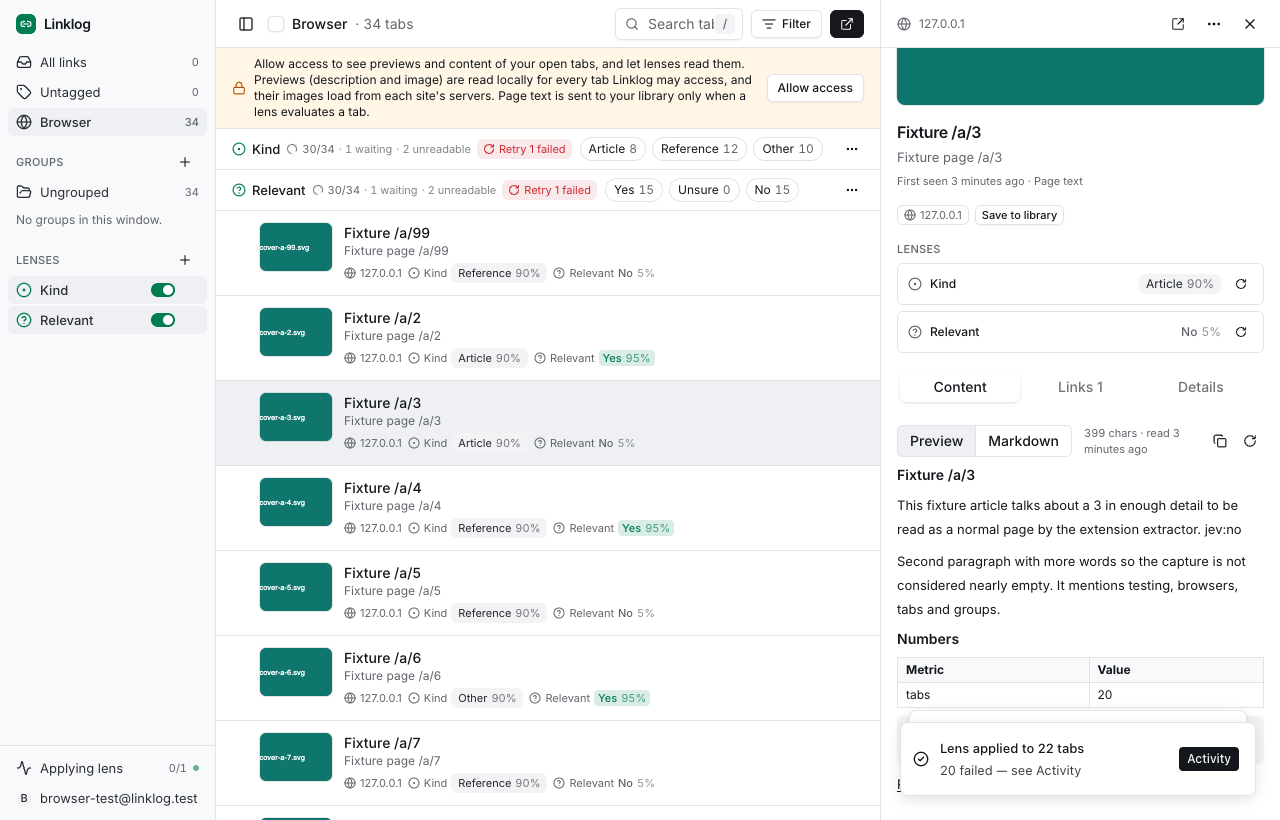 Linklog
All links 0
Untagged 0
Browser 34
GROUPS
Ungrouped 34
No groups in this window.
LENSES
Kind
Relevant
Applying lens 0/1
B browser-test@linklog.test
Browser · 34 tabs
Search /
Filter
Allow access to see previews and content of your open tabs, and let lenses read them.
Previews (description and image) are read locally for every tab Linklog may access, and
their images load from each site's servers. Page text is sent to your library only when a
lens evaluates a tab.
Allow access
Kind 30/34 · 1 waiting · 2 unreadable Retry 1 failed Article 8 Reference 12 Other 10
Relevant 30/34 · 1 waiting · 2 unreadable Retry 1 failed Yes 15 Unsure 0 No 15
cover-a-99.svg
Fixture /a/99
Fixture page /a/99
127.0.0.1 Kind Reference 90% Relevant No 5%
cover-a-2.svg
Fixture /a/2
Fixture page /a/2
127.0.0.1 Kind Article 90% Relevant Yes 95%
cover-a-3.svg
Fixture /a/3
Fixture page /a/3
127.0.0.1 Kind Article 90% Relevant No 5%
cover-a-4.svg
Fixture /a/4
Fixture page /a/4
127.0.0.1 Kind Reference 90% Relevant Yes 95%
cover-a-5.svg
Fixture /a/5
Fixture page /a/5
127.0.0.1 Kind Reference 90% Relevant No 5%
cover-a-6.svg
Fixture /a/6
Fixture page /a/6
127.0.0.1 Kind Other 90% Relevant Yes 95%
cover-a-7.svg
Fixture /a/7
Fixture page /a/7
127.0.0.1 Kind Reference 90% Relevant No 5%
127.0.0.1
Fixture /a/3
Fixture page /a/3
First seen 3 minutes ago · Page text
127.0.0.1 Save to library
LENSES
Kind Article 90%
Relevant No 5%
Content Links 1 Details
Preview Markdown
399 chars · read 3
minutes ago
Fixture /a/3
This fixture article talks about a 3 in enough detail to be
read as a normal page by the extension extractor. jev:no
Second paragraph with more words so the capture is not
considered nearly empty. It mentions testing, browsers,
tabs and groups.
Numbers
Metric Value
tabs 20
Lens applied to 22 tabs
20 failed — see Activity
Activity